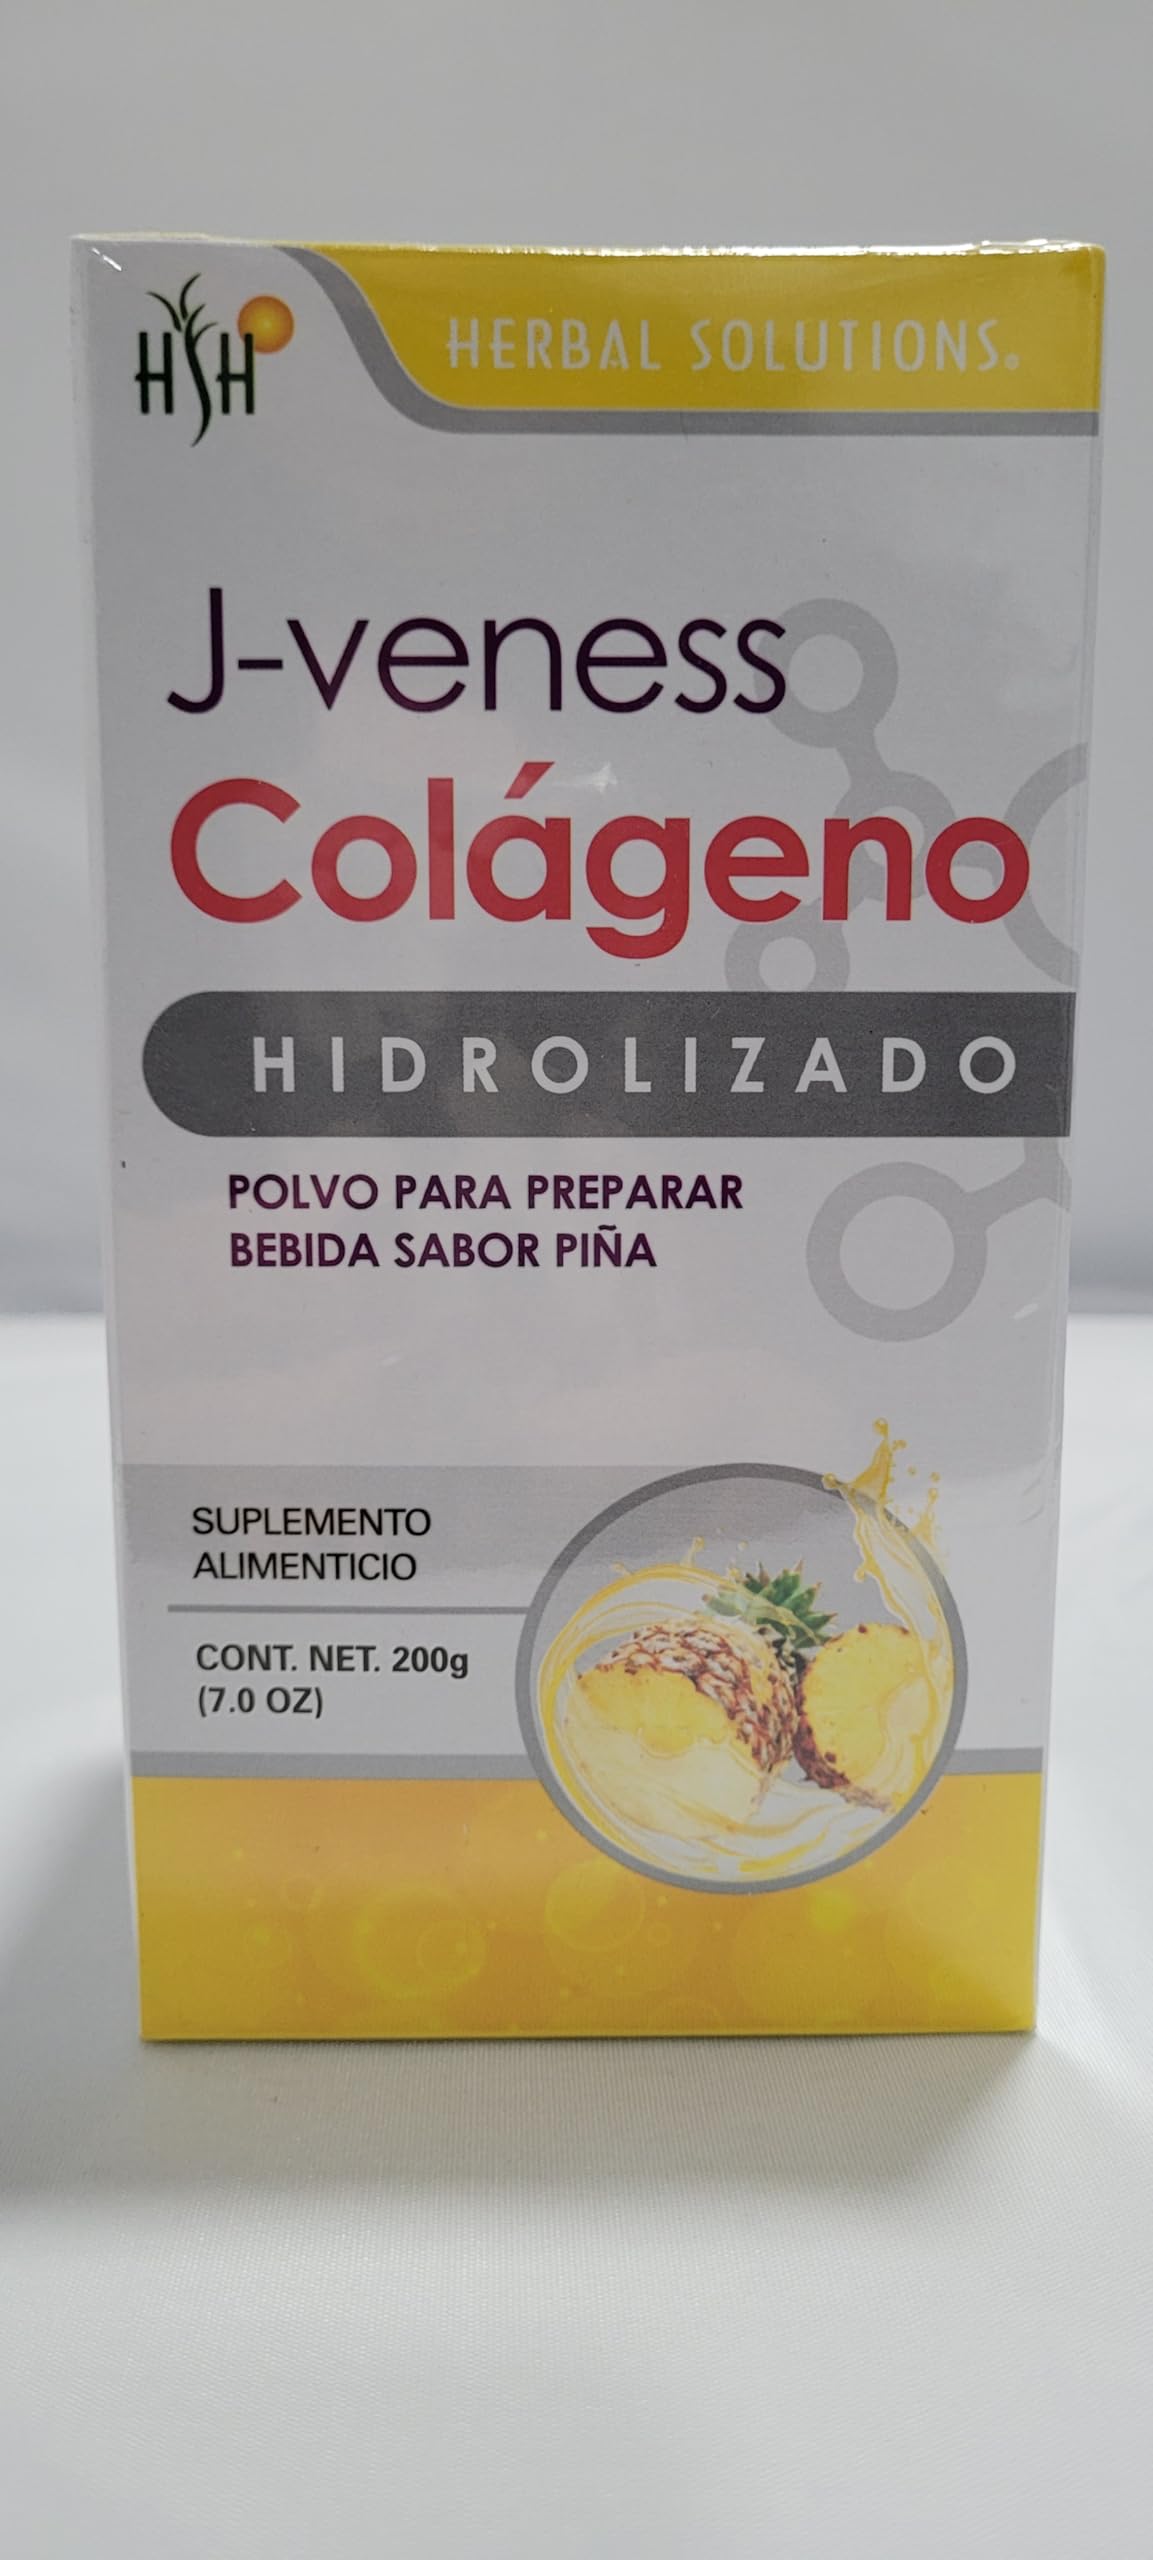 HSH
HERBAL SOLUTIONS®
J-veness
Colágeno
HIDROLIZADO
POLVO PARA PREPARAR
BEBIDA SABOR PIÑA
SUPLEMENTO
ALIMENTICIO
CONT. NET. 200g
(7.0 OZ)